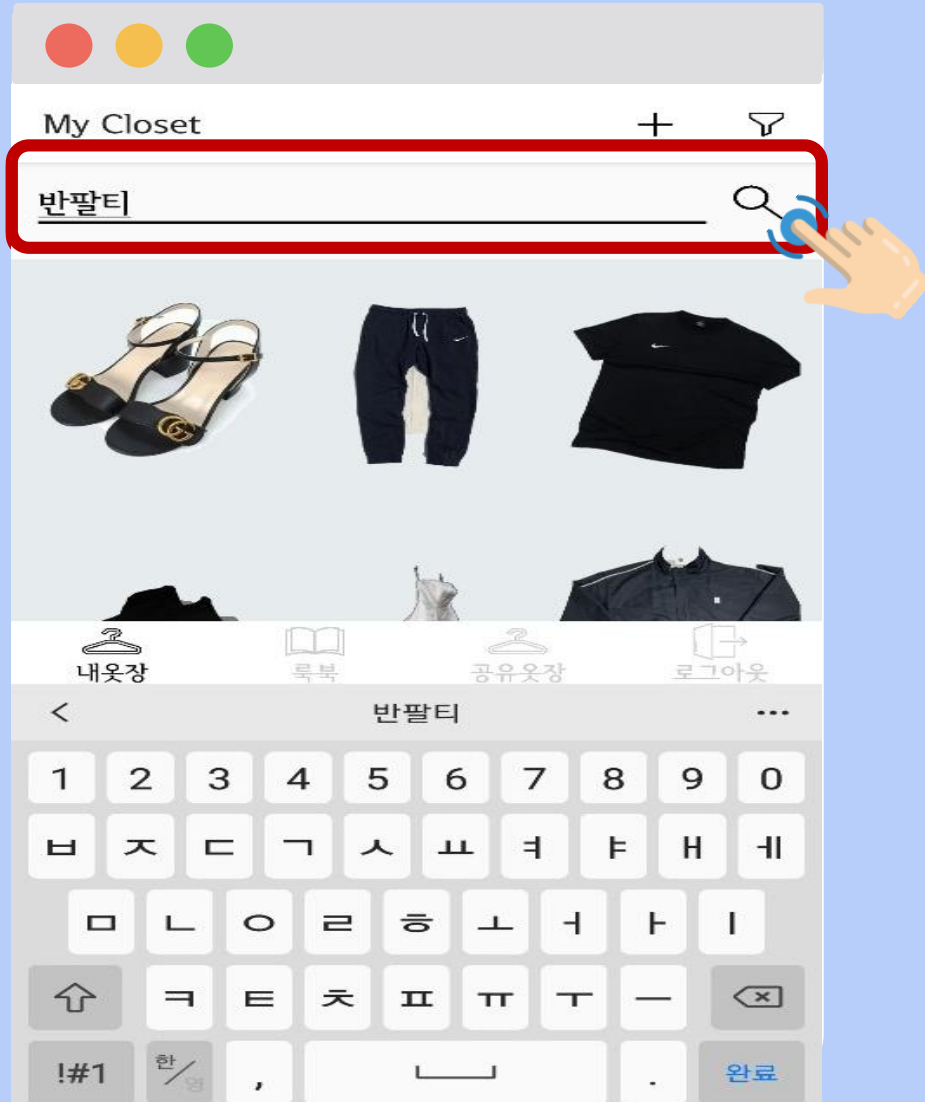 My Closet
반팔티
내옷장 룩북 공유옷장 로그아웃
반팔티
1 2 3 4 5 6 7 8 9 0
ㅂ ㅈ ㄷ ㄱ ㅅ ㅛ ㅕ ㅑ ㅐ ㅔ
ㅁ ㄴ ㅇ ㄹ ㅎ ㅗ ㅓ ㅏ ㅣ
ㅋ ㅌ ㅊ ㅍ ㅠ ㅜ ㅡ
!#1 한/영 , . 완료